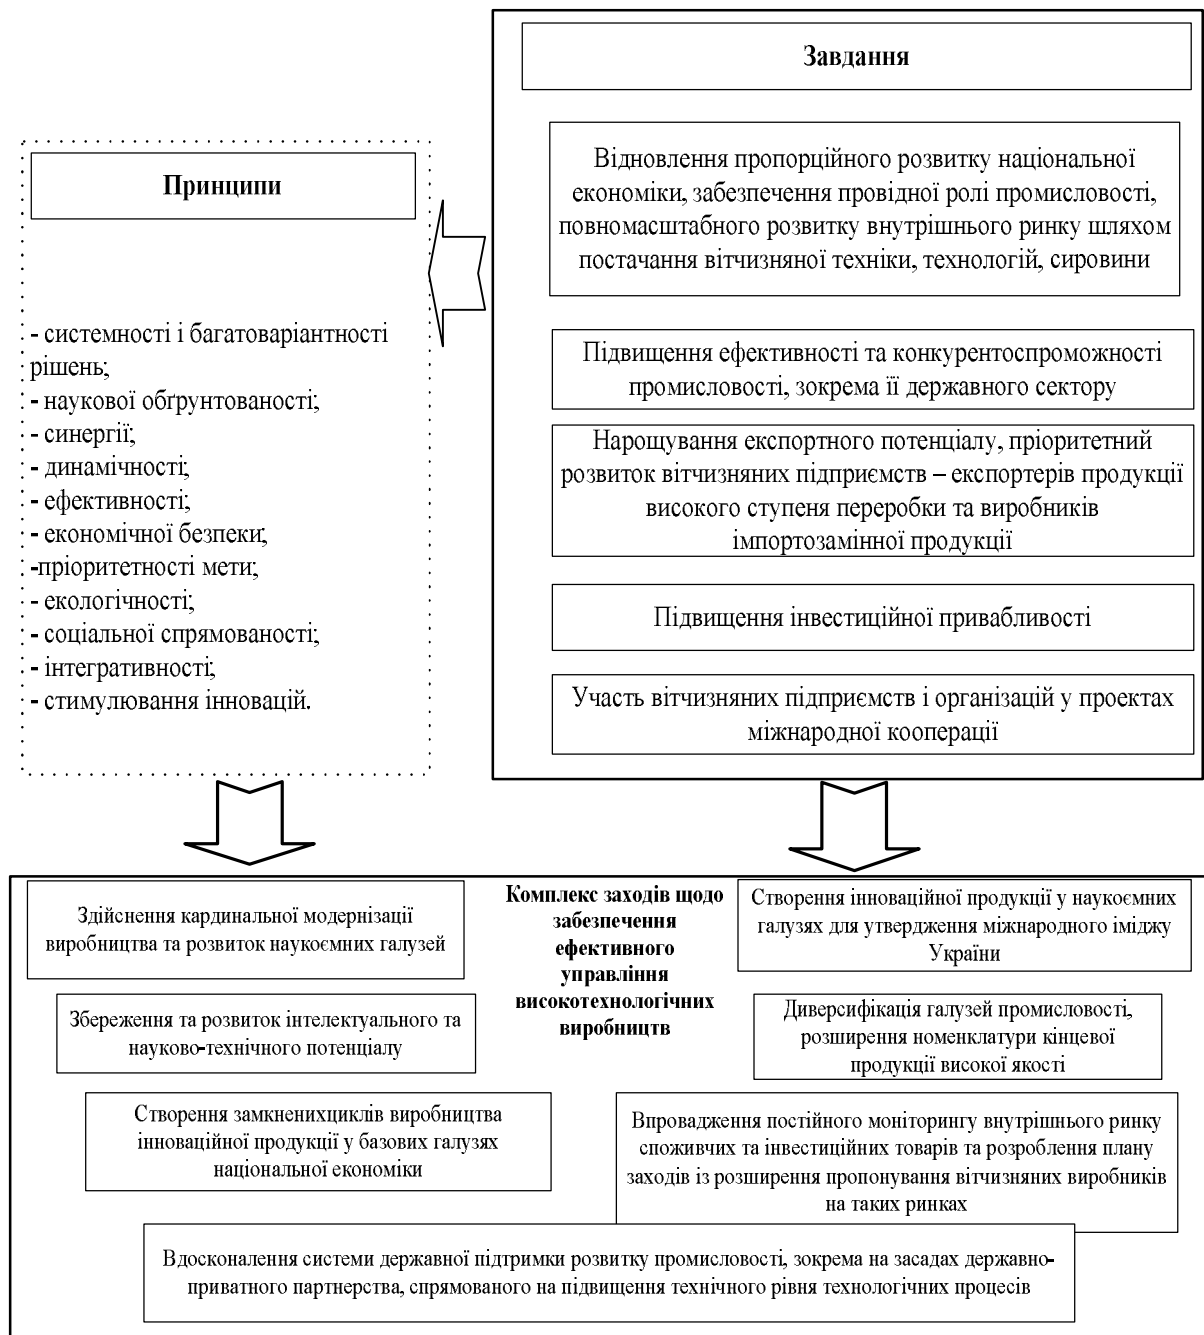 Завдання
Відновлення пропорційного розвитку національної
економіки, забезпечення провідної ролі промисловості,
повномасштабного розвитку внутрішнього ринку шляхом
постачання вітчизняної техніки, технологій, сировини
Підвищення ефективності та конкурентоспроможності
промисловості, зокрема її державного сектору
Нарощування експортного потенціалу, пріоритетний
розвиток вітчизняних підприємств – експортерів продукції
високого ступеня переробки та виробників
імпортозамінної продукції
Підвищення інвестиційної привабливості
Участь вітчизняних підприємств і організацій у проектах
міжнародної кооперації
Принципи
- системності і багатоваріантності
рішень;
- наукової обґрунтованості;
- синергії;
- динамічності;
- ефективності;
- економічної безпеки;
-пріоритетності мети;
- екологічності;
- соціальної спрямованості;
- інтегративності;
- стимулювання інновацій.
Комплекс заходів щодо
забезпечення
ефективного
управління
високотехнологічних
виробництв
Здійснення кардинальної модернізації
виробництва та розвиток наукоємних галузей
Збереження та розвиток інтелектуального та
науково-технічного потенціалу
Створення замкненихциклів виробництва
інноваційної продукції у базових галузях
національної економіки
Створення інноваційної продукції у наукоємних
галузях для утвердження міжнародного іміджу
України
Диверсифікація галузей промисловості,
розширення номенклатури кінцевої
продукції високої якості
Впровадження постійного моніторингу внутрішнього ринку
споживчих та інвестиційних товарів та розроблення плану
заходів із розширення пропонування вітчизняних виробників
на таких ринках
Вдосконалення системи державної підтримки розвитку промисловості, зокрема на засадах державно-
приватного партнерства, спрямованого на підвищення технічного рівня технологічних процесів